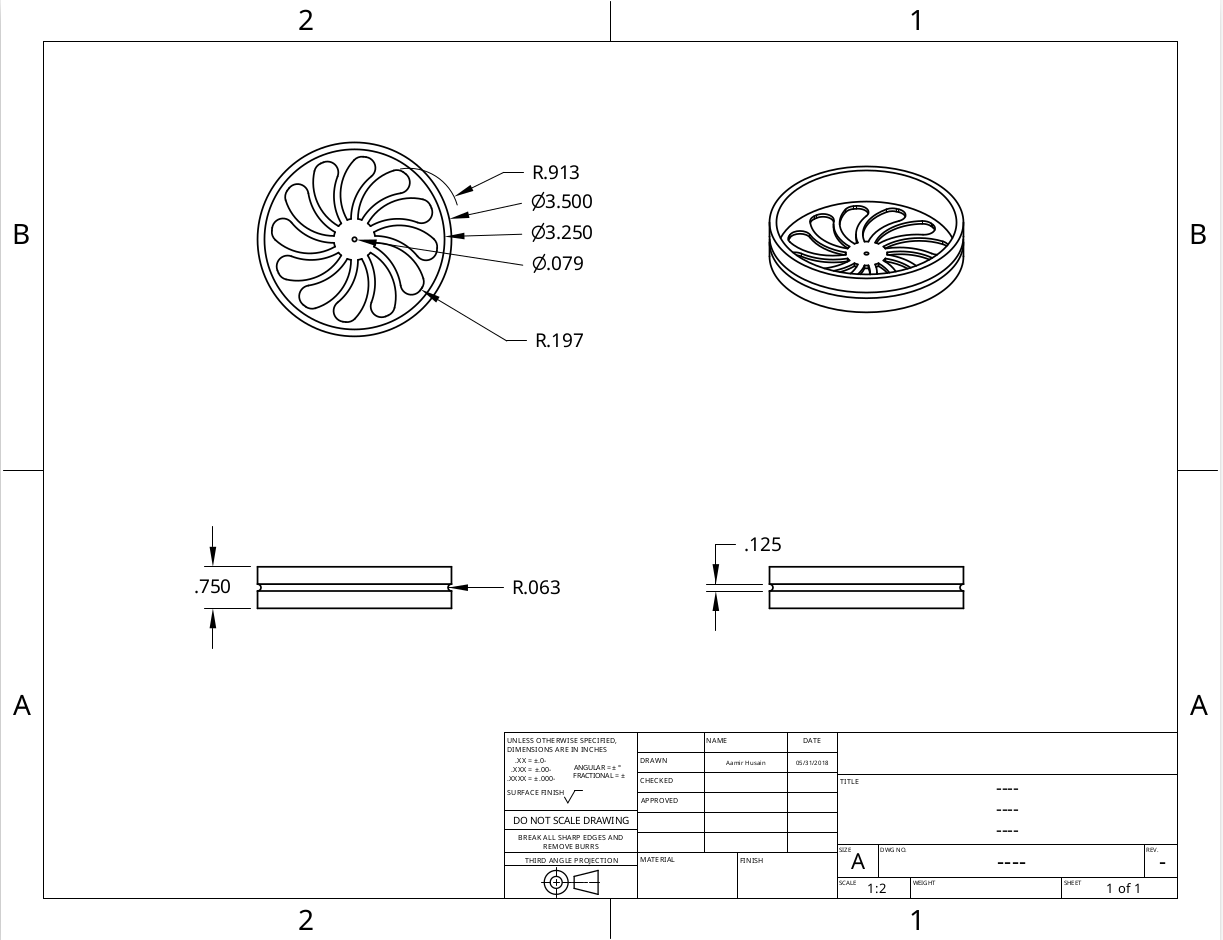 2 1
B B
R.913
Ø3.500
Ø3.250
Ø.079
R.197
.125
.750
R.063
A A
UNLESS OTHERWISE SPECIFIED,
DIMENSIONS ARE IN INCHES
.XX = ±.0-
.XXX = ±.00-
.XXXX = ±.000-
ANGULAR = ± °
FRACTIONAL = ±
SURFACE FINISH
DO NOT SCALE DRAWING
BREAK ALL SHARP EDGES AND
REMOVE BURRS
THIRD ANGLE PROJECTION
NAME DATE
DRAWN Aamir Husain 05/31/2018
CHECKED
APPROVED
MATERIAL FINISH
TITLE
----
----
----
SIZE A DWG NO. ---- REV. -
SCALE 1:2 WEIGHT SHEET 1 of 1
2 1